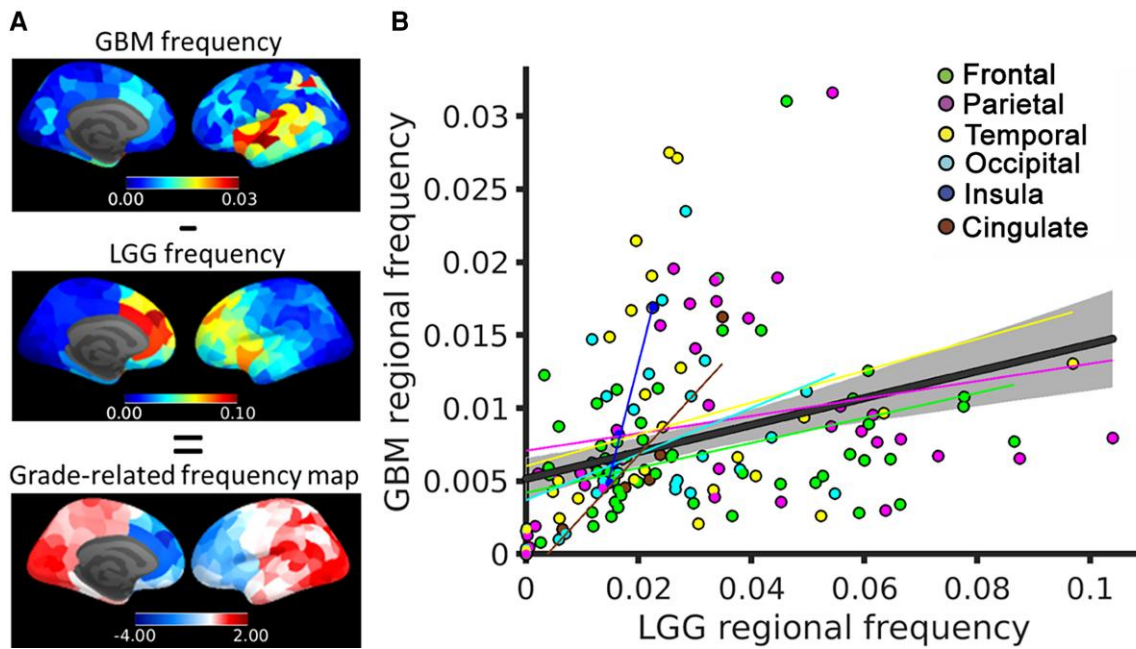 A
GBM frequency
0.00 0.03
-
LGG frequency
0.00 0.10
=
Grade-related frequency map
-4.00 2.00
B
GBM regional frequency
0.03
0.025
0.02
0.015
0.01
0.005
0
0 0.02 0.04 0.06 0.08 0.1
LGG regional frequency
Frontal
Parietal
Temporal
Occipital
Insula
Cingulate